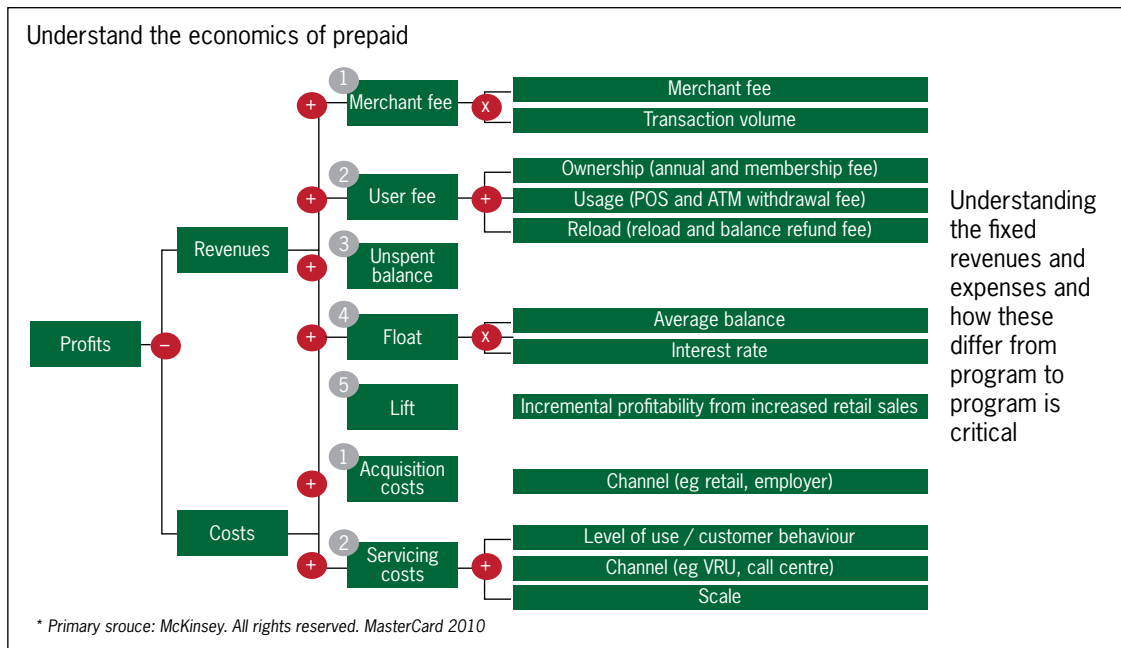 Understand the economics of prepaid
1
Merchant fee
+
x
Merchant fee
Transaction volume
2
User fee
+
+
Ownership (annual and membership fee)
Usage (POS and ATM withdrawal fee)
Reload (reload and balance refund fee)
Revenues
3
Unspent
balance
+
4
Float
+
x
Average balance
Interest rate
Profits
−
5
Lift
Incremental profitability from increased retail sales
1
Acquisition
costs
+
Channel (eg retail, employer)
Costs
2
Servicing
costs
+
+
Level of use / customer behaviour
Channel (eg VRU, call centre)
Scale
Understanding
the fixed
revenues and
expenses and
how these
differ from
program to
program is
critical
* Primary srouce: McKinsey. All rights reserved. MasterCard 2010